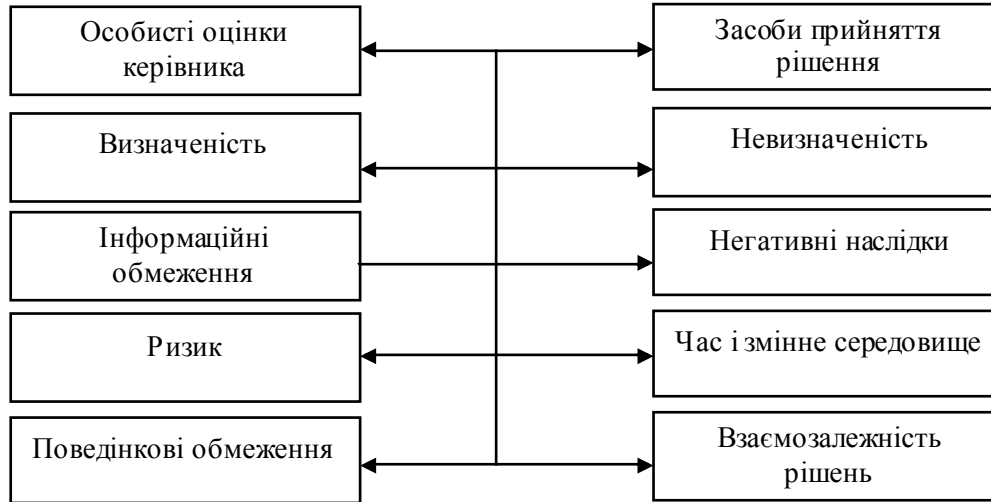 Особисті оцінки
керівника
Засоби прийняття
рішення
Визначеність
Невизначеність
Інформаційні
обмеження
Негативні наслідки
Ризик
Час і змінне середовище
Поведінкові обмеження
Взаємозалежність
рішень